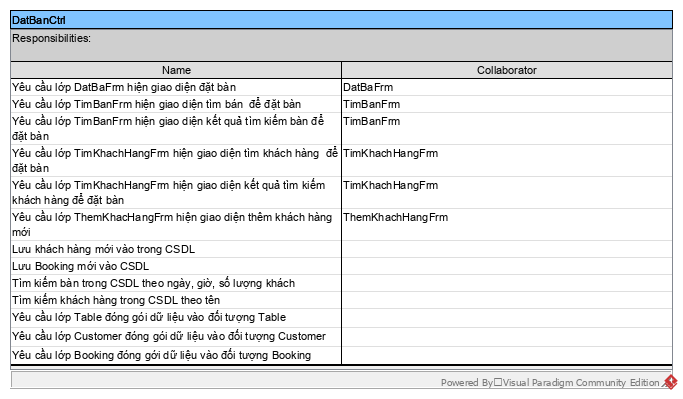 DatBanCtrl
Responsibilities:
Name Collaborator
Yêu cầu lớp DatBaFrm hiện giao diện đặt bàn DatBaFrm
Yêu cầu lớp TimBanFrm hiện giao diện tìm bán để đặt bàn TimBanFrm
Yêu cầu lớp TimBanFrm hiện giao diện kết quả tìm kiếm bàn để TimBanFrm
đặt bàn
Yêu cầu lớp TimKhachHangFrm hiện giao diện tìm khách hàng để TimKhachHangFrm
đặt bàn
Yêu cầu lớp TimKhachHangFrm hiện giao diện kết quả tìm kiếm TimKhachHangFrm
khách hàng để đặt bàn
Yêu cầu lớp ThemKhacHangFrm hiện giao diện thêm khách hàng ThemKhachHangFrm
mới
Lưu khách hàng mới vào trong CSDL
Lưu Booking mới vào CSDL
Tìm kiếm bàn trong CSDL theo ngày, giờ, số lượng khách
Tìm kiếm khách hàng trong CSDL theo tên
Yêu cầu lớp Table đóng gói dữ liệu vào đối tượng Table
Yêu cầu lớp Customer đóng gói dữ liệu vào đối tượng Customer
Yêu cầu lớp Booking đóng gới dữ liệu vào đối tượng Booking
Powered By□Visual Paradigm Community Edition